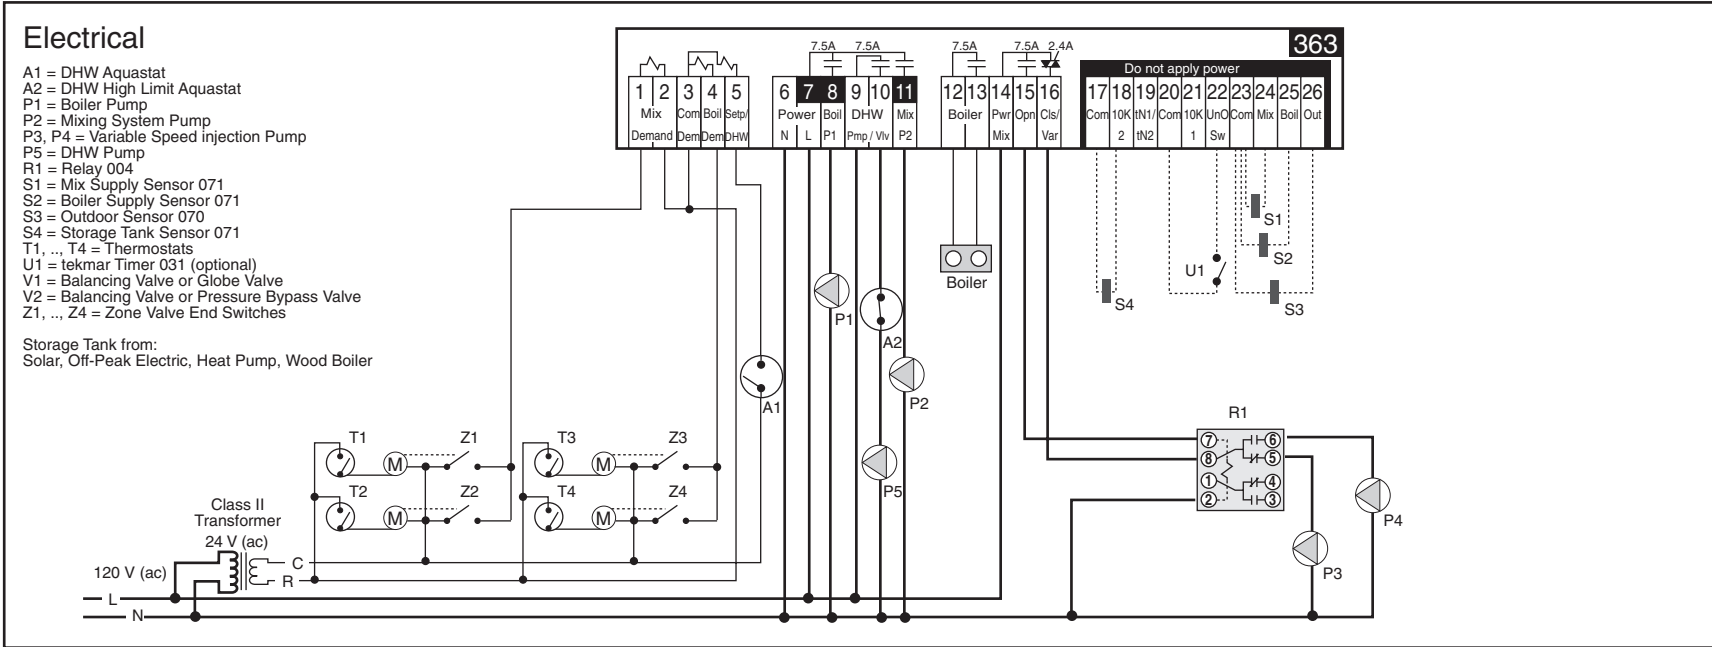 Electrical
A1 = DHW Aquastat
A2 = DHW High Limit Aquastat
P1 = Boiler Pump
P2 = Mixing System Pump
P3, P4 = Variable Speed injection Pump
P5 = DHW Pump
R1 = Relay 004
S1 = Mix Supply Sensor 071
S2 = Boiler Supply Sensor 071
S3 = Outdoor Sensor 070
S4 = Storage Tank Sensor 071
T1, .., T4 = Thermostats
U1 = tekmar Timer 031 (optional)
V1 = Balancing Valve or Globe Valve
V2 = Balancing Valve or Pressure Bypass Valve
Z1, .., Z4 = Zone Valve End Switches
Storage Tank from:
Solar, Off-Peak Electric, Heat Pump, Wood Boiler
363
7.5A 7.5A 7.5A 7.5A 2.4A
Do not apply power
1 2 3 4 5 6 7 8 9 10 11 12 13 14 15 16 17 18 19 20 21 22 23 24 25 26
Mix Com Boil Setp/ Power Boil DHW Mix Boiler Pwr Opn Cls/ Com 10K tN1/ Com 10K UnO Com Mix Boil Out
Demand Dem Dem DHW N L P1 Pmp / Vlv P2 Mix Var 2 tN2 1 Sw
S1
S2
U1
S3
S4
Boiler
P1
A2
P2
A1
R1
T1 Z1 T3 Z3
7 6
M M
8 5
P5
T2 Z2 T4 Z4
1 4
2 3
M M
P4
Class II
Transformer
24 V (ac)
120 V (ac)
C
R
P3
L
N